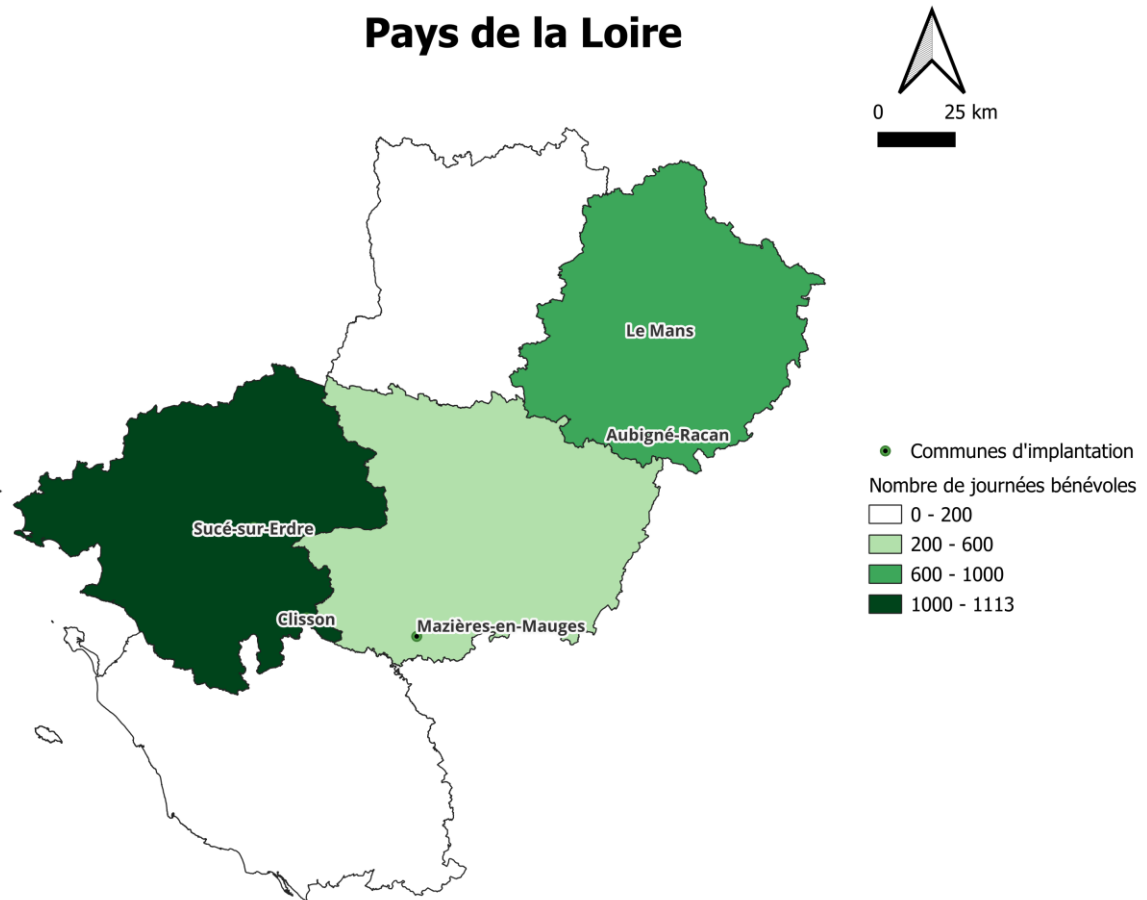 Pays de la Loire
0 25 km
Le Mans
Aubigné-Racan
Communes d'implantation
Nombre de journées bénévoles
0 - 200
200 - 600
600 - 1000
1000 - 1113
Sucé-sur-Erdre
Clisson
Mazières-en-Mauges